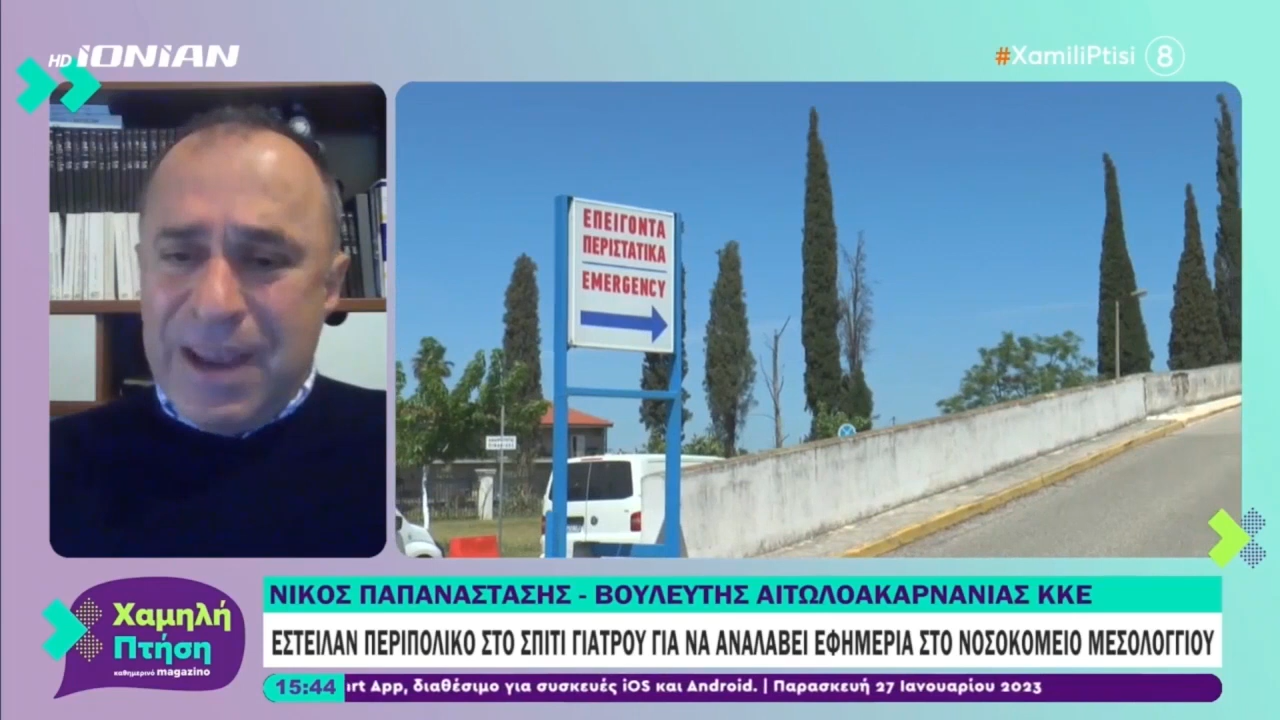 HD IONIAN
#XamiliPtisi 8
ΕΠΕΙΓΟΝΤΑ
ΠΕΡΙΣΤΑΤΙΚΑ
EMERGENCY
Χαμηλή
Πτήση
καθημερινό magazino
ΝΙΚΟΣ ΠΑΠΑΝΑΣΤΑΣΗΣ - ΒΟΥΛΕΥΤΗΣ ΑΙΤΩΛΟΑΚΑΡΝΑΝΙΑΣ ΚΚΕ
ΕΣΤΕΙΛΑΝ ΠΕΡΙΠΟΛΙΚΟ ΣΤΟ ΣΠΙΤΙ ΓΙΑΤΡΟΥ ΓΙΑ ΝΑ ΑΝΑΛΑΒΕΙ ΕΦΗΜΕΡΙΑ ΣΤΟ ΝΟΣΟΚΟΜΕΙΟ ΜΕΣΟΛΟΓΓΙΟΥ
15:44 art App, διαθέσιμο για συσκευές iOS και Android. | Παρασκευή 27 Ιανουαρίου 2023